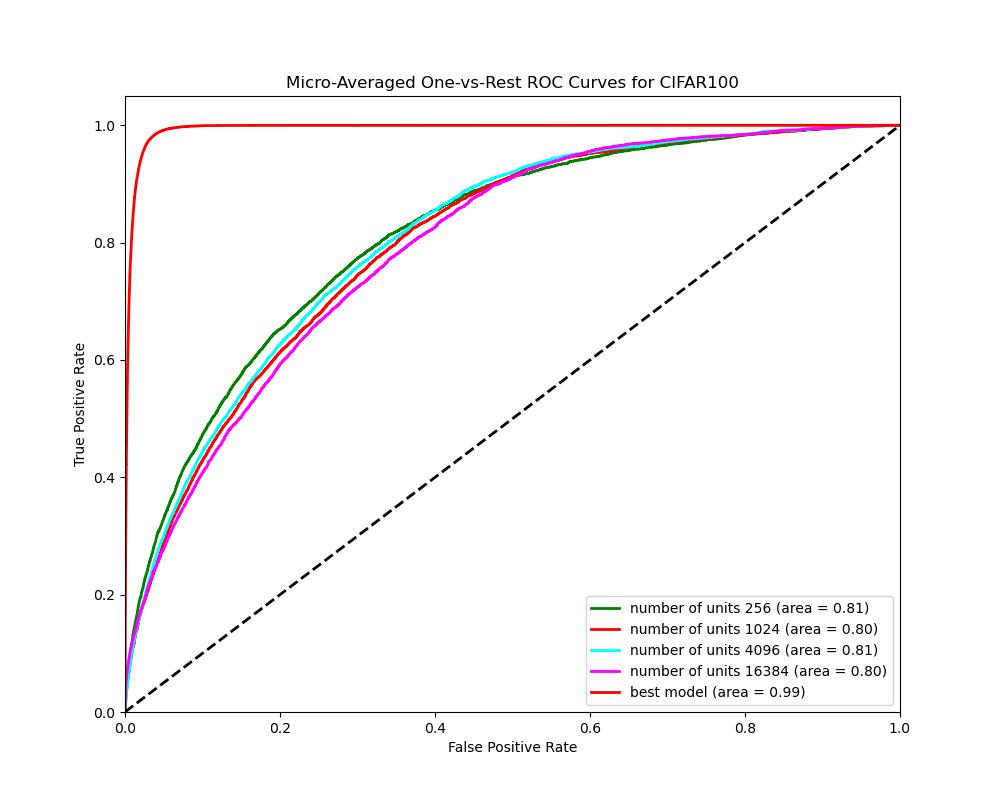 Micro-Averaged One-vs-Rest ROC Curves for CIFAR100
True Positive Rate
1.0
0.8
0.6
0.4
0.2
0.0
number of units 256 (area = 0.81)
number of units 1024 (area = 0.80)
number of units 4096 (area = 0.81)
number of units 16384 (area = 0.80)
best model (area = 0.99)
0.0 0.2 0.4 0.6 0.8 1.0
False Positive Rate